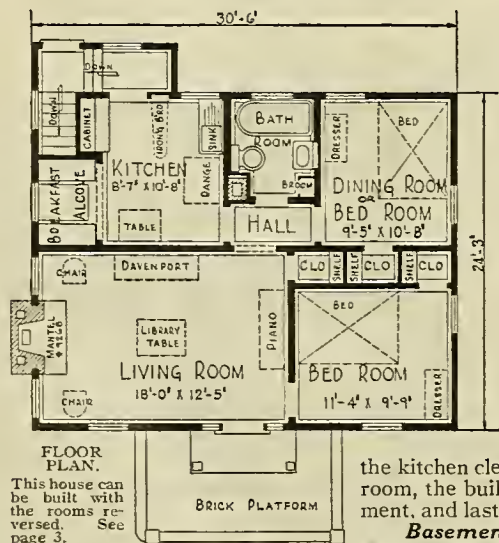 30'-6"
DOWN
DOWN
CABINET
IRONG B'RD
SINK
BATH
ROOM
DRESSER
BED
KITCHEN
8'-7" X 10'-8"
RANGE
BROOM
DINING ROOM
OR
BED ROOM
9'-5" X 10'-8"
BREAKFAST
ALCOVE
TABLE
HALL
24'-3"
CHAIR
DAVENPORT
CLO
SHELF
CLO
SHELF
CLO
MANTEL
LIBRARY
TABLE
PIANO
BED
LIVING ROOM
18'-0" X 12'-5"
CHAIR
BED ROOM
11'-4" X 9'-9"
DRESSER
FLOOR
PLAN.
This house can
be built with
the rooms re-
versed. See
page 3.
BRICK PLATFORM
the kitchen cle
room, the buil
ment, and last
Basemen